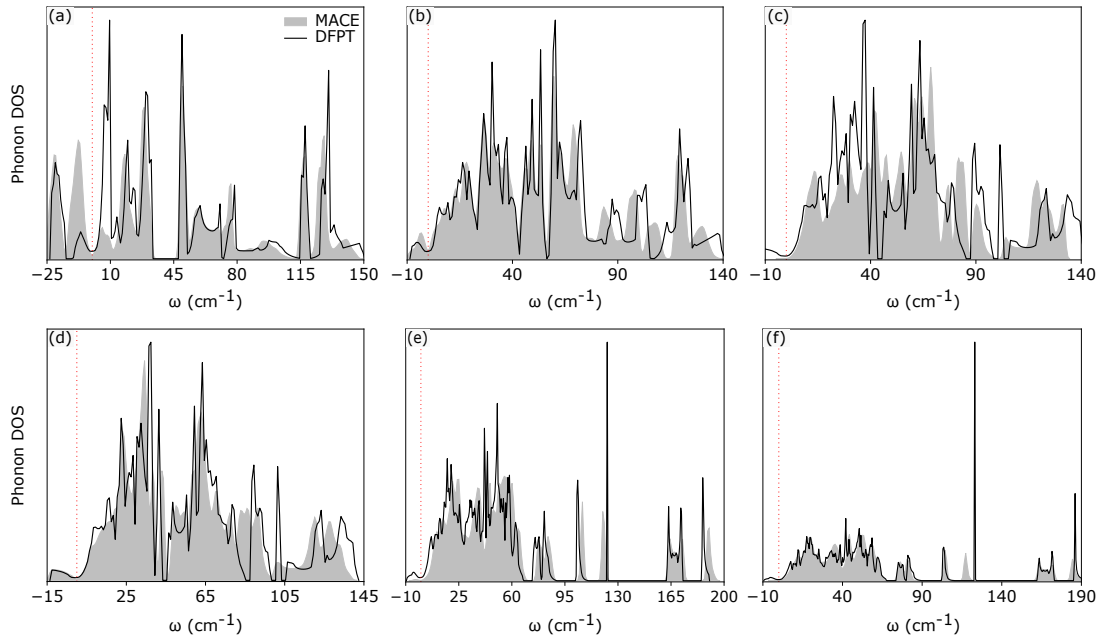 (a)
MACE
DFPT
(b)
(c)
Phonon DOS
−25 10 45 80 115 150
−10 40 90 140
−10 40 90 140
ω (cm⁻¹)
ω (cm⁻¹)
ω (cm⁻¹)
(d)
(e)
(f)
Phonon DOS
−15 25 65 105 145
−10 25 60 95 130 165 200
−10 40 90 140 190
ω (cm⁻¹)
ω (cm⁻¹)
ω (cm⁻¹)